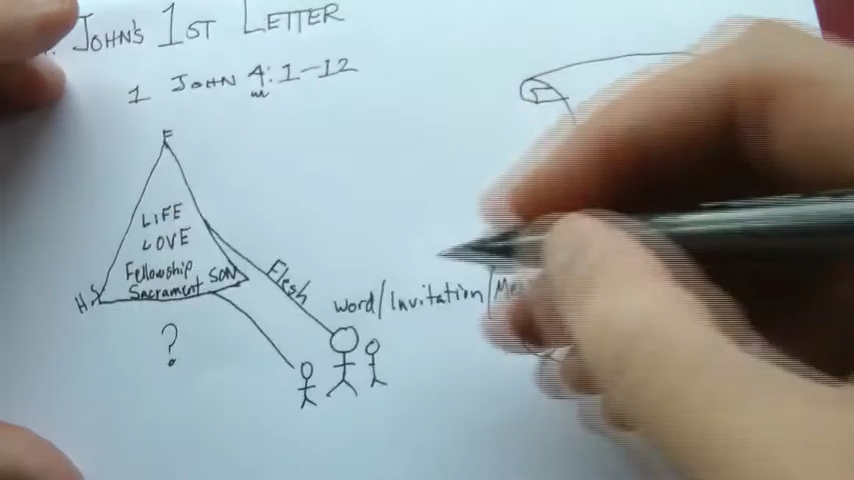 JOHN'S 1ST LETTER
1 JOHN 4:1-12
F
LIFE
LOVE
Fellowship
Sacrament SON
HS
Flesh
word/Invitation/
?